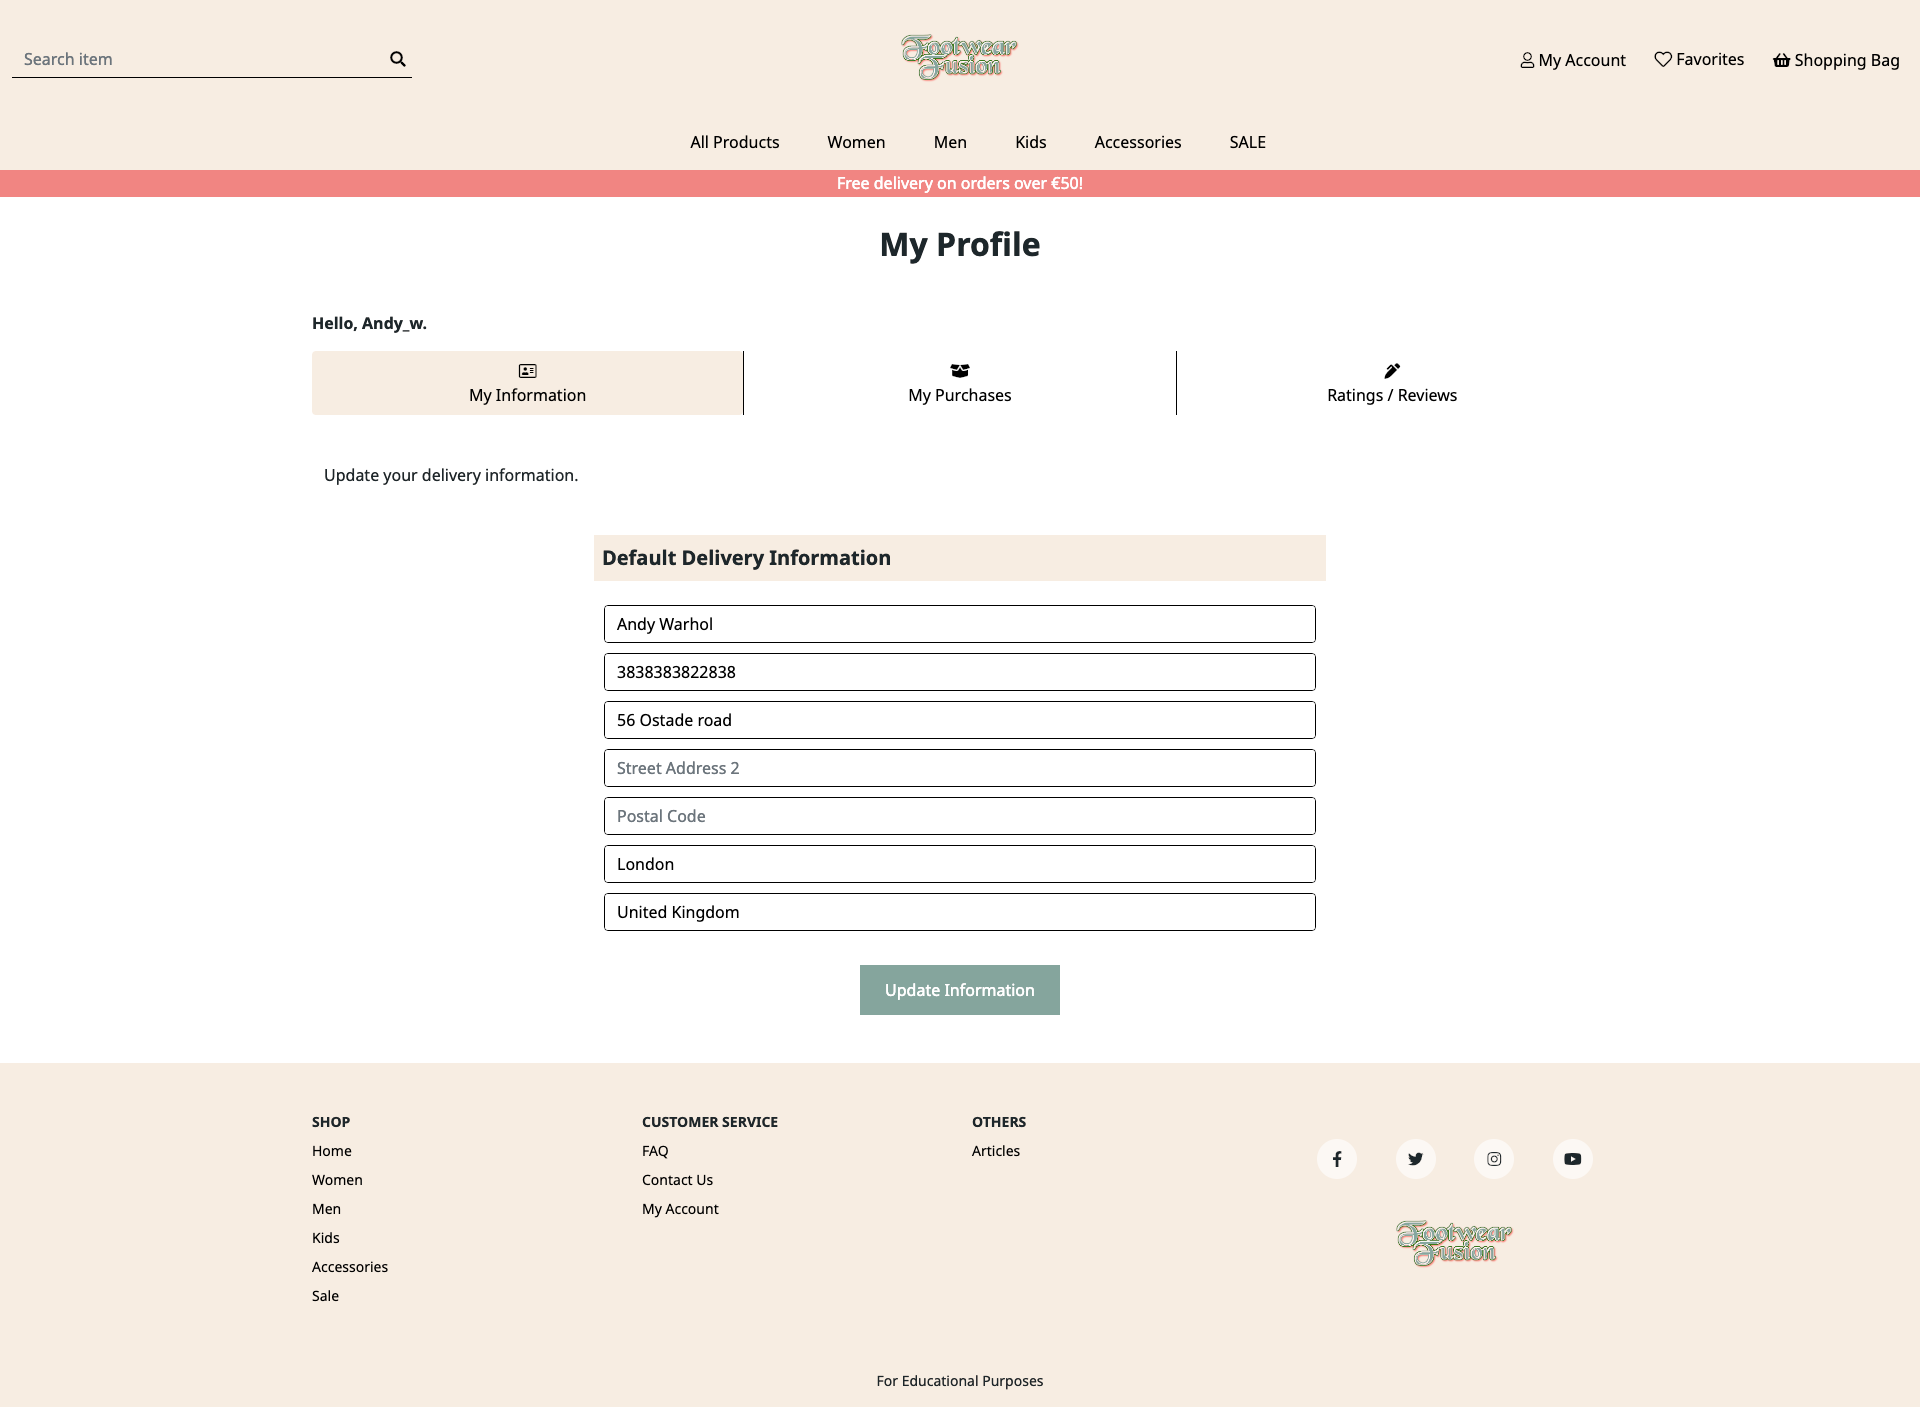 Search item
Footwear
Fusion
My Account
Favorites
Shopping Bag
All Products
Women
Men
Kids
Accessories
SALE
Free delivery on orders over €50!
My Profile
Hello, Andy_w.
My Information
My Purchases
Ratings / Reviews
Update your delivery information.
Default Delivery Information
Andy Warhol
3838383822838
56 Ostade road
Street Address 2
Postal Code
London
United Kingdom
Update Information
SHOP
Home
Women
Men
Kids
Accessories
Sale
CUSTOMER SERVICE
FAQ
Contact Us
My Account
OTHERS
Articles
Footwear
Fusion
For Educational Purposes